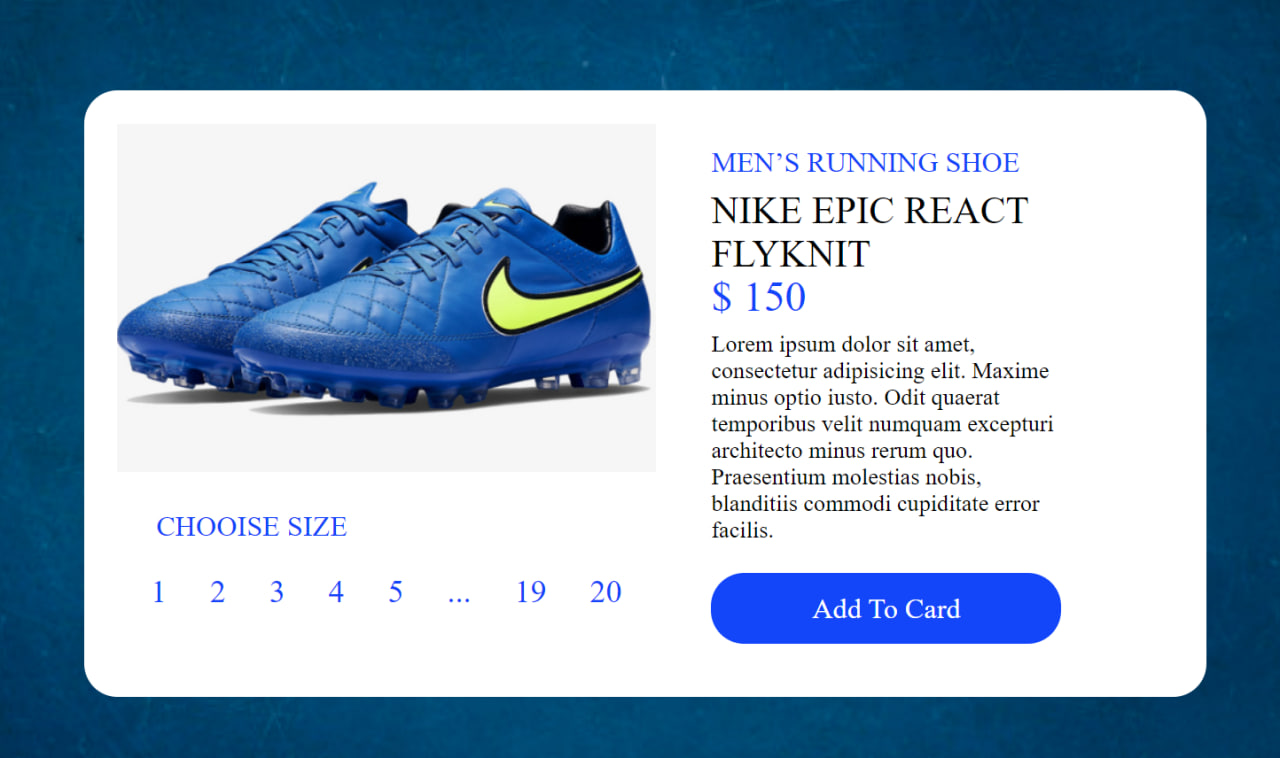 MEN’S RUNNING SHOE
NIKE EPIC REACT
FLYKNIT
$ 150
Lorem ipsum dolor sit amet,
consectetur adipisicing elit. Maxime
minus optio iusto. Odit quaerat
temporibus velit numquam excepturi
architecto minus rerum quo.
Praesentium molestias nobis,
blanditiis commodi cupiditate error
facilis.
CHOOISE SIZE
1 2 3 4 5 ... 19 20
Add To Card